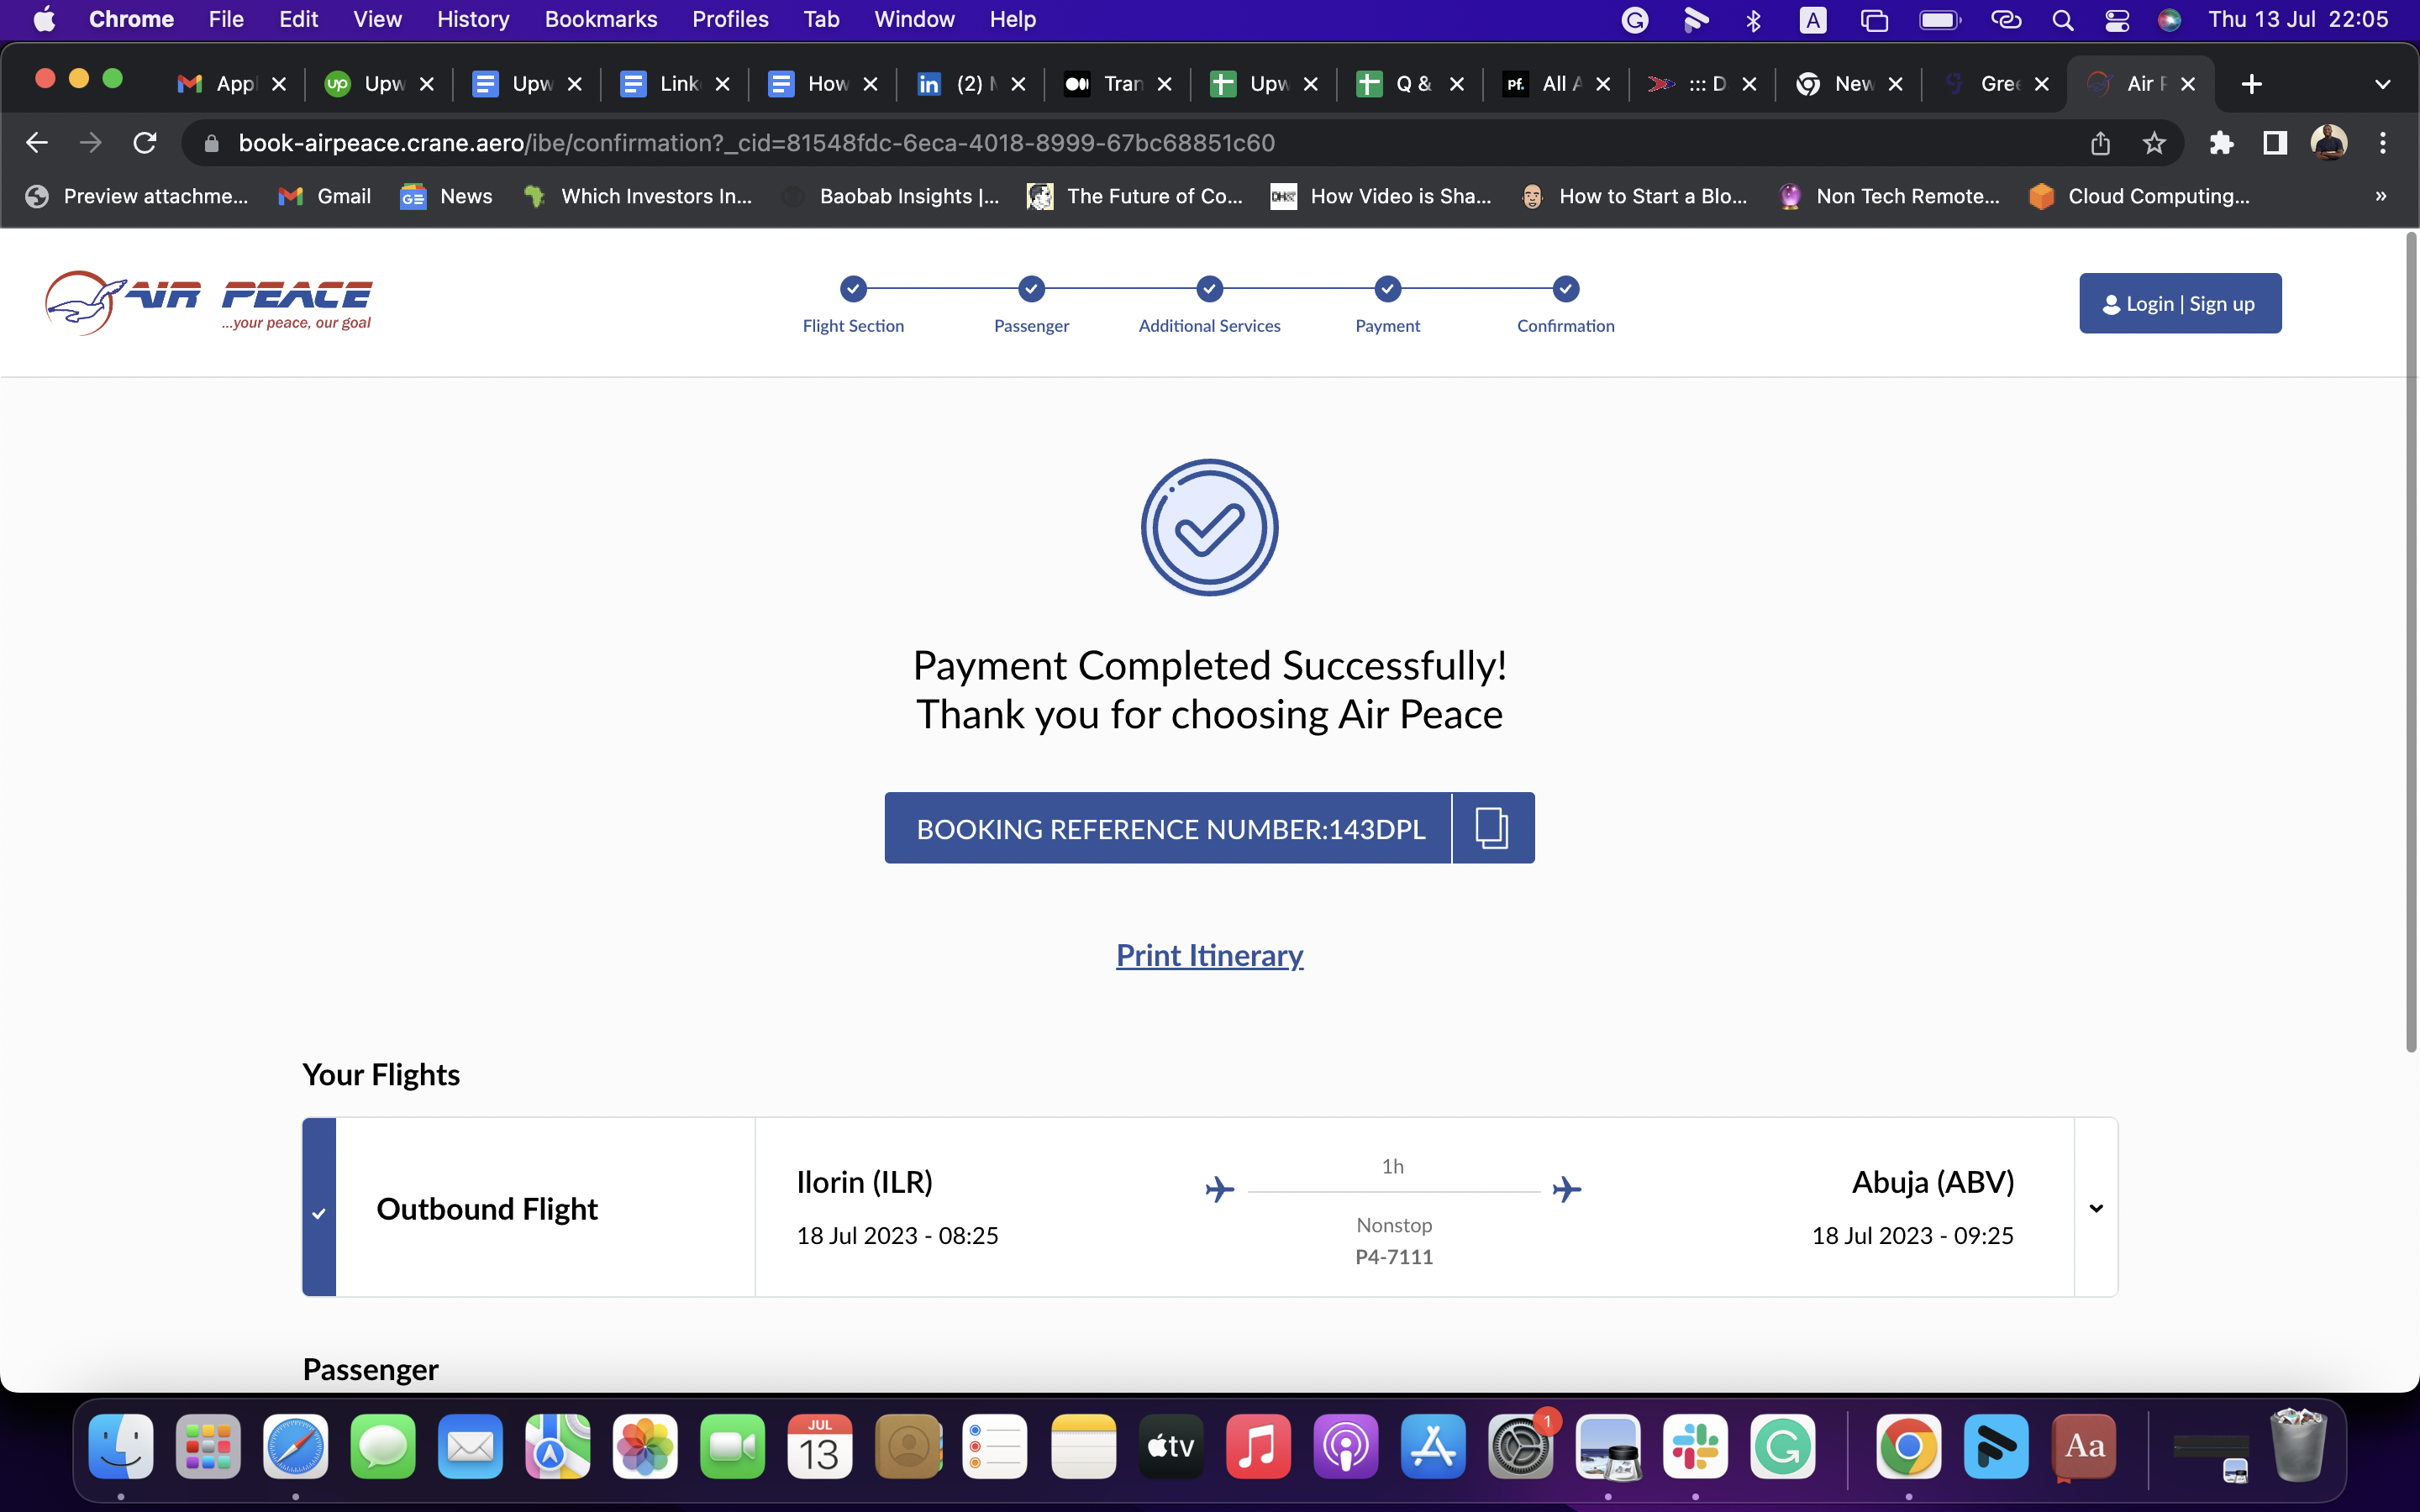 Chrome File Edit View History Bookmarks Profiles Tab Window Help A Thu 13 Jul 22:05
App Upw Upw Link How (2) Tran Upw Q & All A ::: D New Gree Air P
book-airpeace.crane.aero/ibe/confirmation?_cid=81548fdc-6eca-4018-8999-67bc68851c60
Preview attachme... Gmail News Which Investors In... Baobab Insights |... The Future of Co... How Video is Sha... How to Start a Blo... Non Tech Remote... Cloud Computing... »
AIR PEACE
...your peace, our goal
Flight Section Passenger Additional Services Payment Confirmation
Login | Sign up
Payment Completed Successfully!
Thank you for choosing Air Peace
BOOKING REFERENCE NUMBER:143DPL
Print Itinerary
Your Flights
Outbound Flight
Ilorin (ILR)
18 Jul 2023 - 08:25
1h
Nonstop
P4-7111
Abuja (ABV)
18 Jul 2023 - 09:25
Passenger
JUL
13
tv
1
Aa